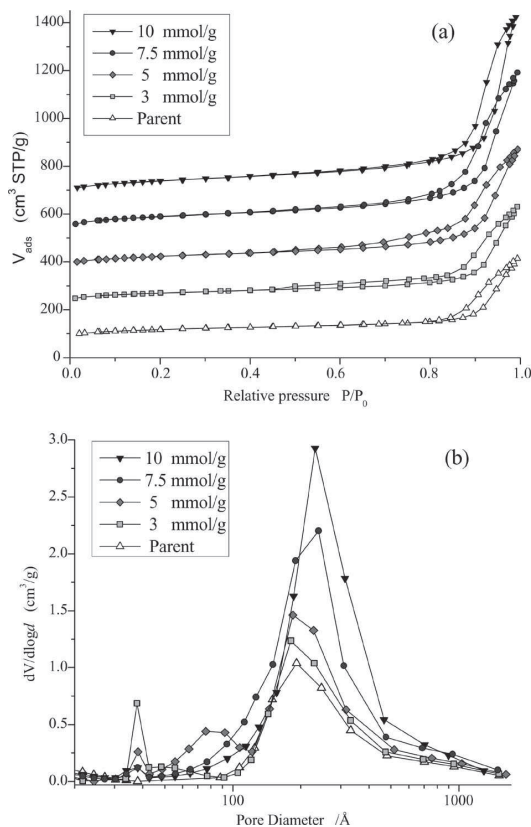 (a)
10 mmol/g
7.5 mmol/g
5 mmol/g
3 mmol/g
Parent
V_ads (cm³ STP/g)
1400
1200
1000
800
600
400
200
0
0.0 0.2 0.4 0.6 0.8 1.0
Relative pressure P/P₀
(b)
10 mmol/g
7.5 mmol/g
5 mmol/g
3 mmol/g
Parent
dV/dlogd (cm³/g)
3.0
2.5
2.0
1.5
1.0
0.5
0.0
100 1000
Pore Diameter /Å